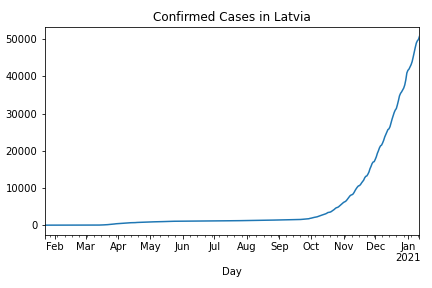 Confirmed Cases in Latvia
50000
40000
30000
20000
10000
0
Feb Mar Apr May Jun Jul Aug Sep Oct Nov Dec Jan
2021
Day